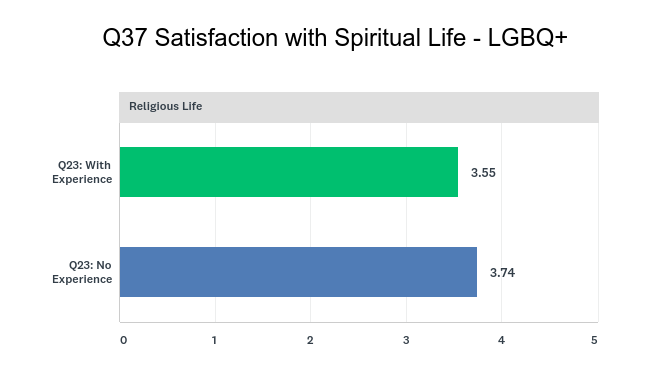 Q37 Satisfaction with Spiritual Life - LGBQ+
Religious Life
Q23: With
Experience
3.55
Q23: No
Experience
3.74
0 1 2 3 4 5